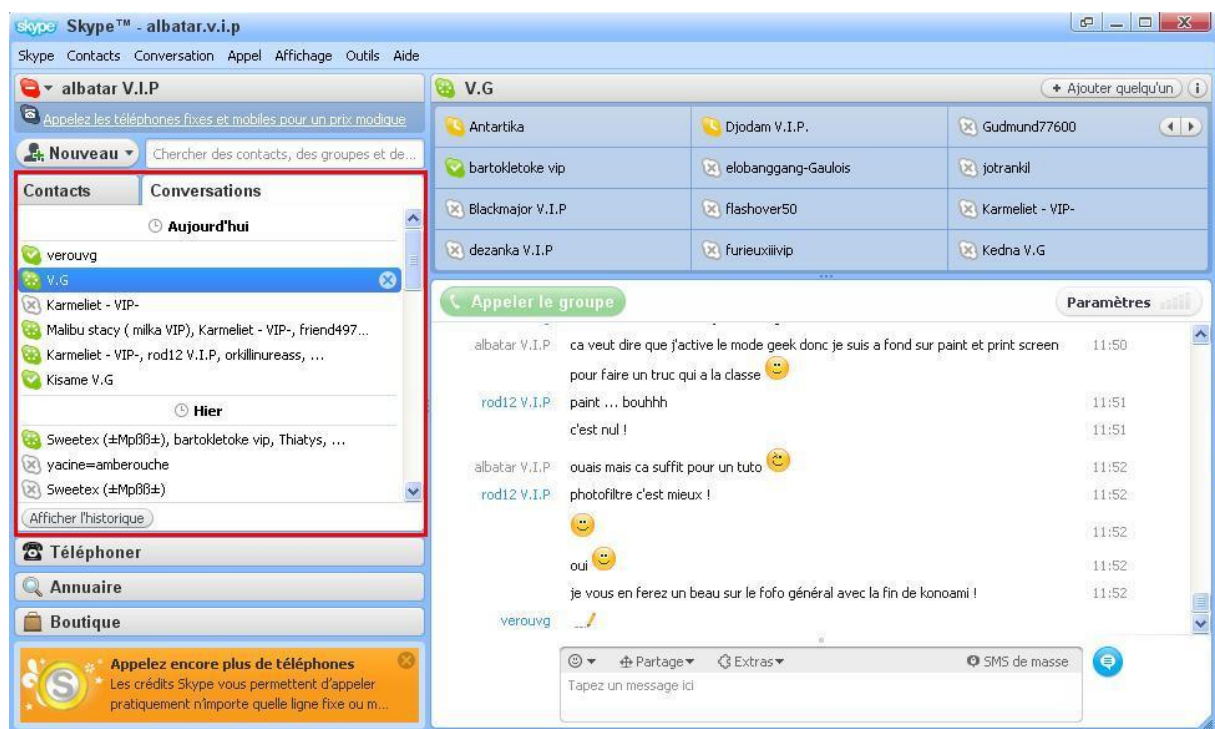 skype Skype™ - albatar.v.i.p
Skype Contacts Conversation Appel Affichage Outils Aide
albatar V.I.P
Appelez les téléphones fixes et mobiles pour un prix modique
Nouveau
Chercher des contacts, des groupes et de...
Contacts Conversations
Aujourd'hui
verouvg
V.G
Karmeliet - VIP-
Malibu stacy ( milka VIP), Karmeliet - VIP-, friend497...
Karmeliet - VIP-, rod12 V.I.P, orkillinureass, ...
Kisame V.G
Hier
Sweetex (±Mpßß±), bartokletoke vip, Thiatys, ...
yacine=amberouche
Sweetex (±Mpßß±)
Afficher l'historique
Téléphoner
Annuaire
Boutique
Appelez encore plus de téléphones
Les crédits Skype vous permettent d'appeler
pratiquement n'importe quelle ligne fixe ou m...
V.G
+ Ajouter quelqu'un
i
Antartika Djodam V.I.P. Gudmund77600
bartokletoke vip elobanggang-Gaulois jotrankil
Blackmajor V.I.P flashover50 Karmeliet - VIP-
dezanka V.I.P furieuxiiivip Kedna V.G
Appeler le groupe
Paramètres
albatar V.I.P ca veut dire que j'active le mode geek donc je suis a fond sur paint et print screen 11:50
pour faire un truc qui a la classe
rod12 V.I.P paint ... bouhhh 11:51
c'est nul ! 11:51
albatar V.I.P ouais mais ca suffit pour un tuto 11:52
rod12 V.I.P photofiltre c'est mieux ! 11:52
11:52
oui 11:52
je vous en ferez un beau sur le fofo général avec la fin de konoami ! 11:52
verouvg ...
Partage Extras SMS de masse
Tapez un message ici